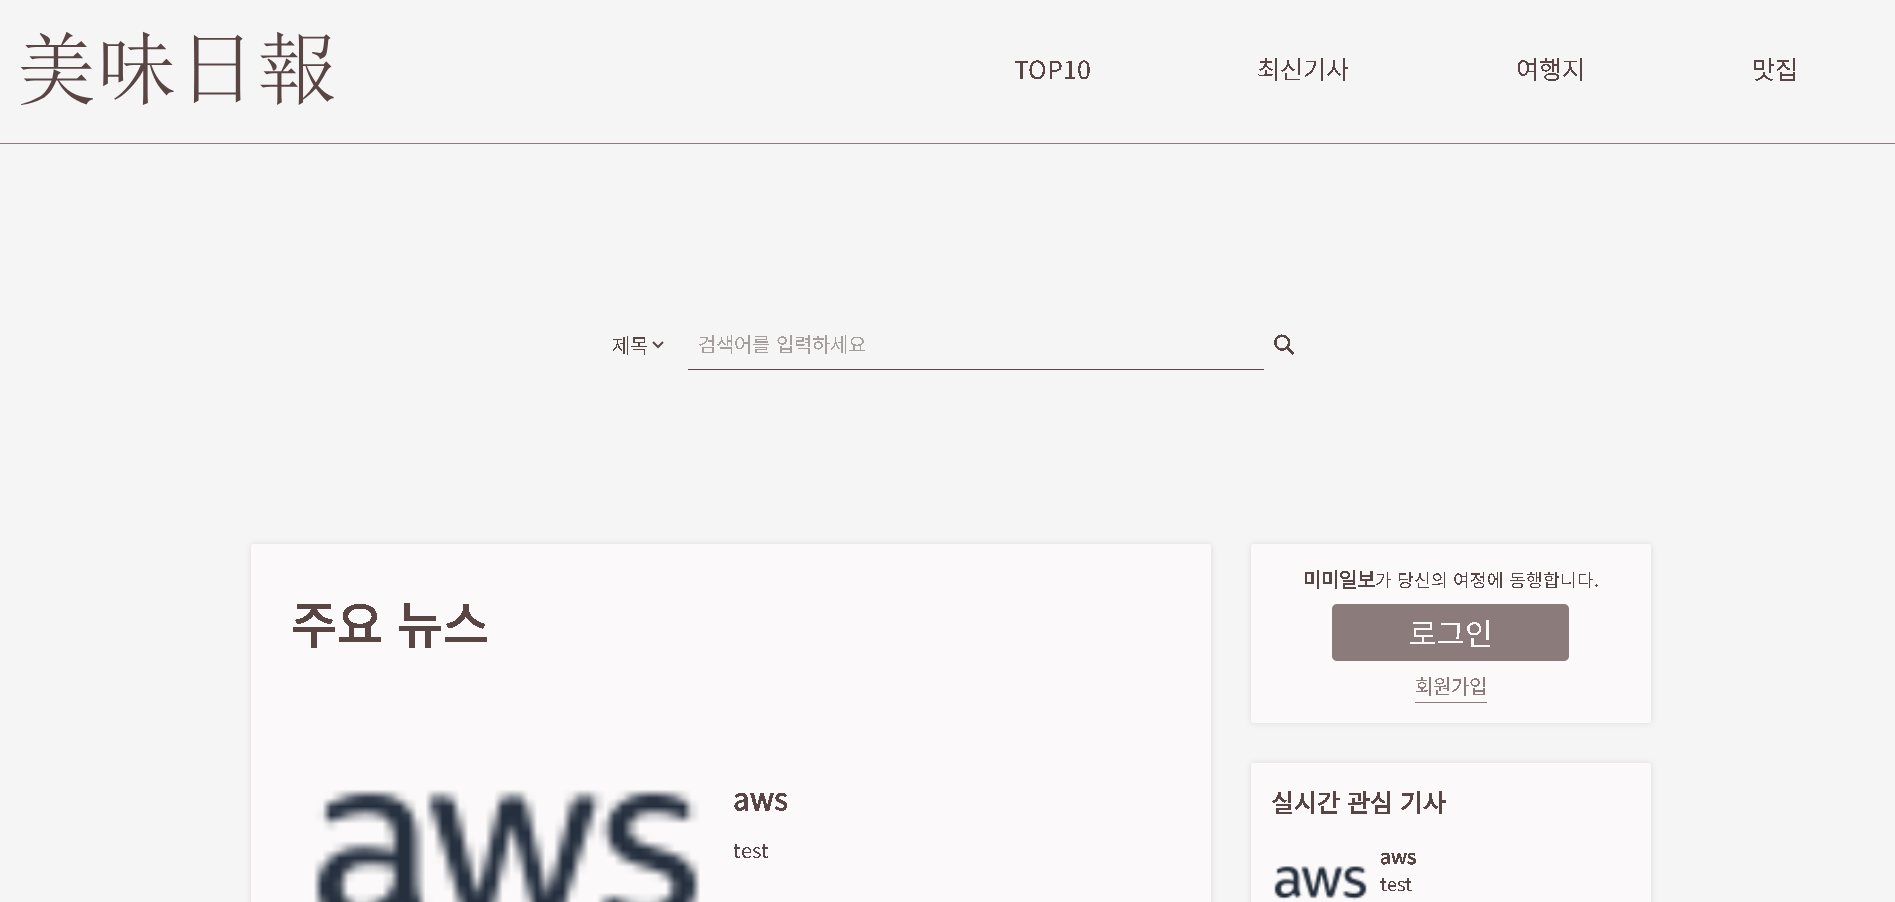 美味日報
TOP10 최신기사 여행지 맛집
제목 검색어를 입력하세요
주요 뉴스
aws
aws
test
미미일보가 당신의 여정에 동행합니다.
로그인
회원가입
실시간 관심 기사
aws
aws
test